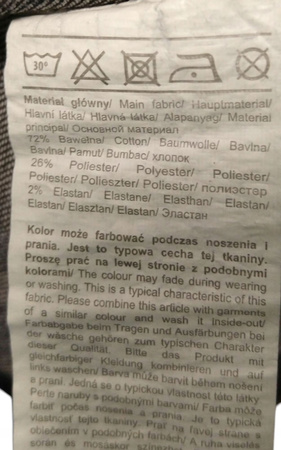 30°
Materiał główny/ Main fabric/ Hauptmaterial/
Hlavní látka/ Hlavná látka/ Alapanyag/ Material
principal/ Основной материал
72% Bawełna/ Cotton/ Baumwolle/ Bavlna/
Bavlna/ Pamut/ Bumbac/ хлопок
26% Poliester/ Polyester/ Poliester/
Poliester/ Poliészter/ Poliester/ полиэстер
2% Elastan/ Elastane/ Elasthan/ Elastan/
Elastan/ Elasztan/ Elastan/ Эластан
Kolor może farbować podczas noszenia i
prania. Jest to typowa cecha tej tkaniny.
Proszę prać na lewej stronie z podobnymi
kolorami/ The colour may fade during wearing
or washing. This is a typical characteristic of this
fabric. Please combine this article with garments
of a similar colour and wash it inside-out/
Farbabgabe beim Tragen und Ausfärbungen bei
der wäsche gehören zum typischen Charakter
dieser Qualität. Bitte das Produkt mit
gleichfarbiger Kleidung kombinieren und auf
links waschen/ Barva může barvit během nošení
a praní. Jedná se o typickou vlastnost této látky.
Perte naruby s podobnými barvami/ Farba môže
farbiť počas nosenia a prania. Je to typická
vlastnosť tejto tkaniny. Prať na ľavej strane s
oblečením v podobných farbách/ A ruha viselés
során és mosáskor